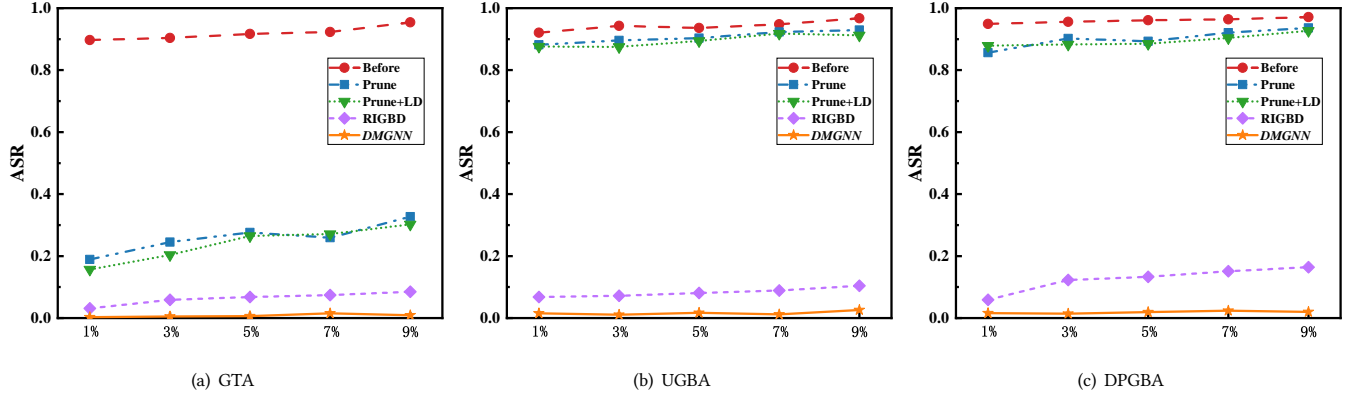 1.0
0.8
0.6
0.4
0.2
0.0
ASR
1% 3% 5% 7% 9%
Before
Prune
Prune+LD
RIGBD
DMGNN
(a) GTA
1.0
0.8
0.6
0.4
0.2
0.0
ASR
1% 3% 5% 7% 9%
Before
Prune
Prune+LD
RIGBD
DMGNN
(b) UGBA
1.0
0.8
0.6
0.4
0.2
0.0
ASR
1% 3% 5% 7% 9%
Before
Prune
Prune+LD
RIGBD
DMGNN
(c) DPGBA